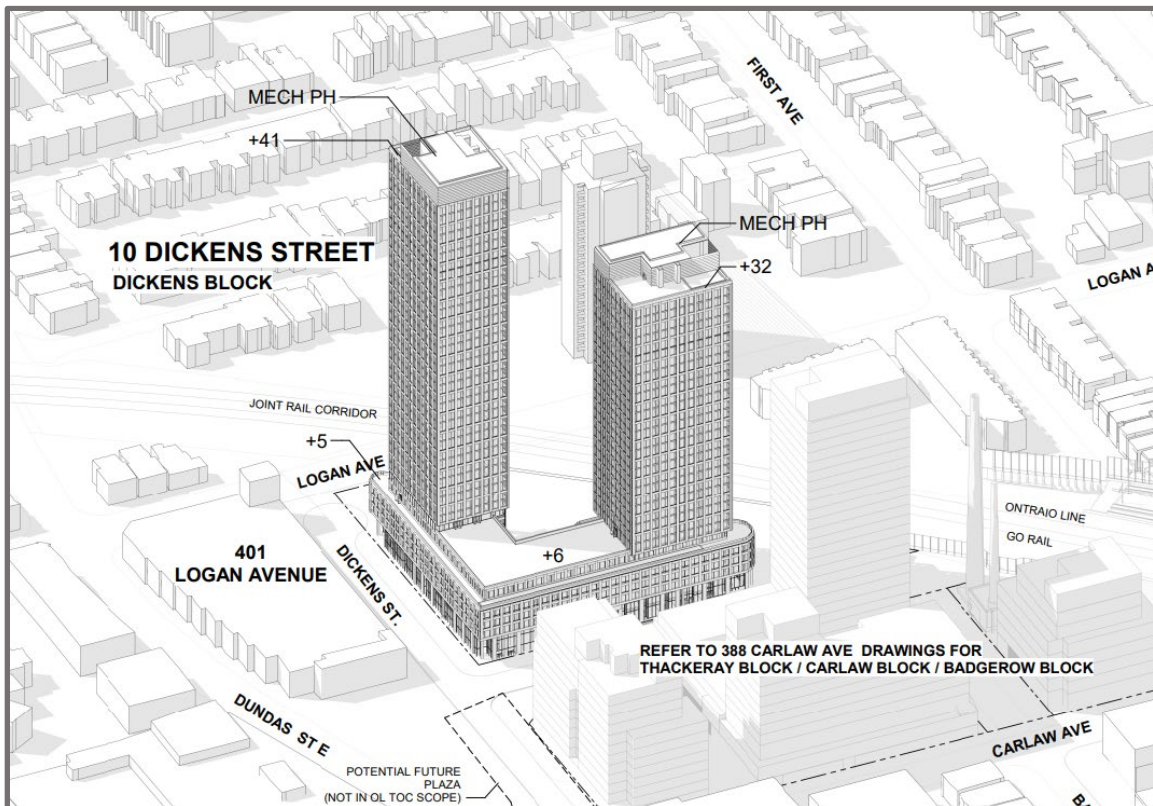 MECH PH
+41
FIRST AVE
10 DICKENS STREET
DICKENS BLOCK
MECH PH
+32
LOGAN A
JOINT RAIL CORRIDOR
+5
LOGAN AVE
401
LOGAN AVENUE
DICKENS ST.
+6
ONTRAIO LINE
GO RAIL
REFER TO 388 CARLAW AVE DRAWINGS FOR
THACKERAY BLOCK / CARLAW BLOCK / BADGEROW BLOCK
DUNDAS ST E
CARLAW AVE
POTENTIAL FUTURE
PLAZA
(NOT IN OL TOC SCOPE)